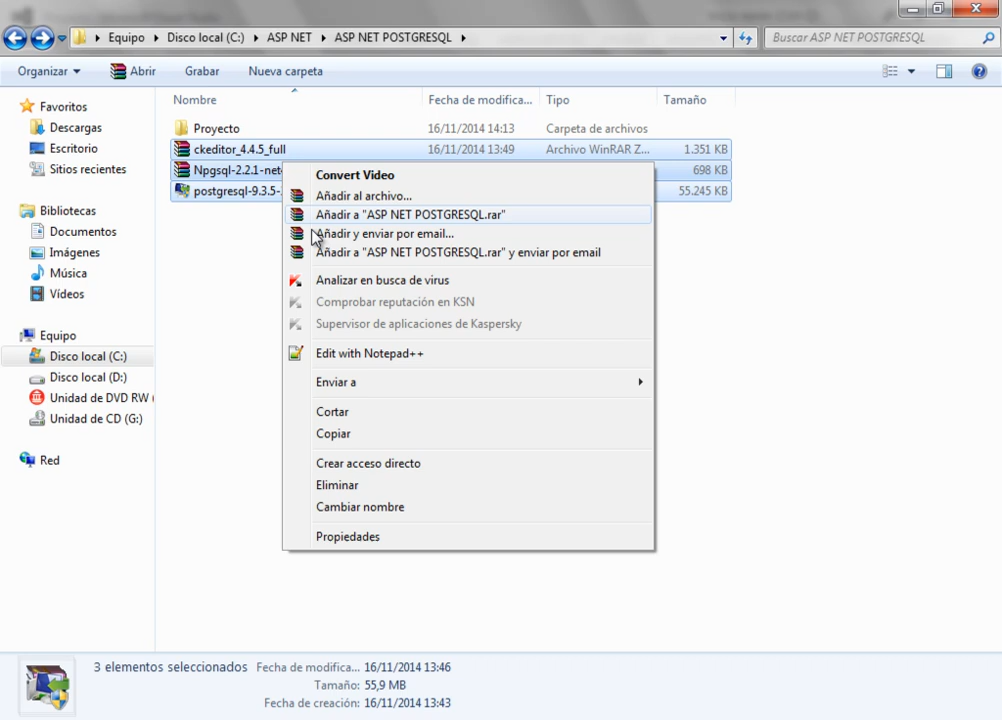 Equipo ▸ Disco local (C:) ▸ ASP NET ▸ ASP NET POSTGRESQL ▸
Buscar ASP NET POSTGRESQL
Organizar Abrir Grabar Nueva carpeta
Nombre Fecha de modifica... Tipo Tamaño
Favoritos
Descargas
Escritorio
Sitios recientes
Bibliotecas
Documentos
Imágenes
Música
Vídeos
Equipo
Disco local (C:)
Disco local (D:)
Unidad de DVD RW (
Unidad de CD (G:)
Red
Proyecto 16/11/2014 14:13 Carpeta de archivos
ckeditor_4.4.5_full 16/11/2014 13:49 Archivo WinRAR Z... 1.351 KB
Npgsql-2.2.1-net 698 KB
postgresql-9.3.5- 55.245 KB
Convert Video
Añadir al archivo...
Añadir a "ASP NET POSTGRESQL.rar"
Añadir y enviar por email...
Añadir a "ASP NET POSTGRESQL.rar" y enviar por email
Analizar en busca de virus
Comprobar reputación en KSN
Supervisor de aplicaciones de Kaspersky
Edit with Notepad++
Enviar a
Cortar
Copiar
Crear acceso directo
Eliminar
Cambiar nombre
Propiedades
3 elementos seleccionados Fecha de modifica... 16/11/2014 13:46
Tamaño: 55,9 MB
Fecha de creación: 16/11/2014 13:43